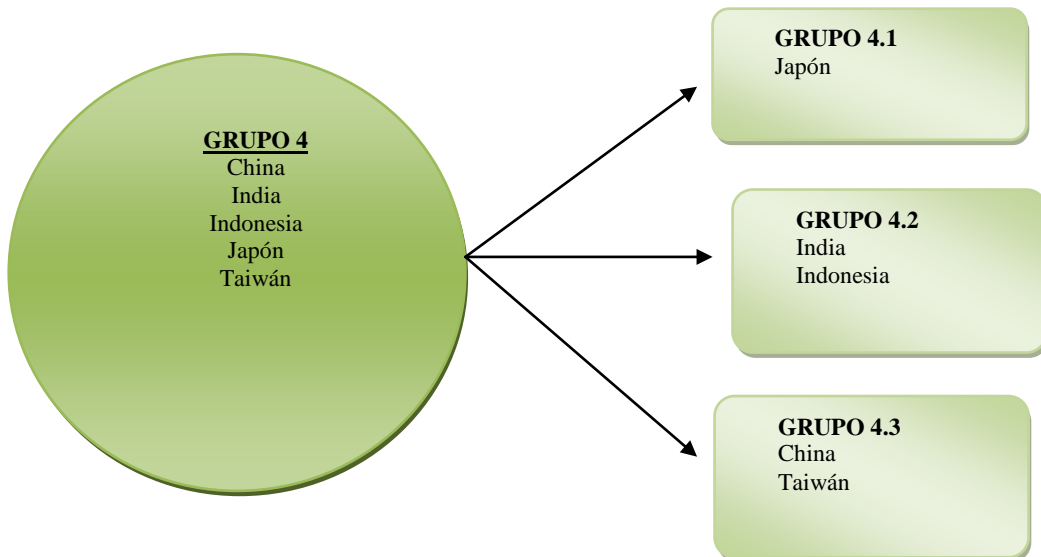 GRUPO 4
China
India
Indonesia
Japón
Taiwán
GRUPO 4.1
Japón
GRUPO 4.2
India
Indonesia
GRUPO 4.3
China
Taiwán